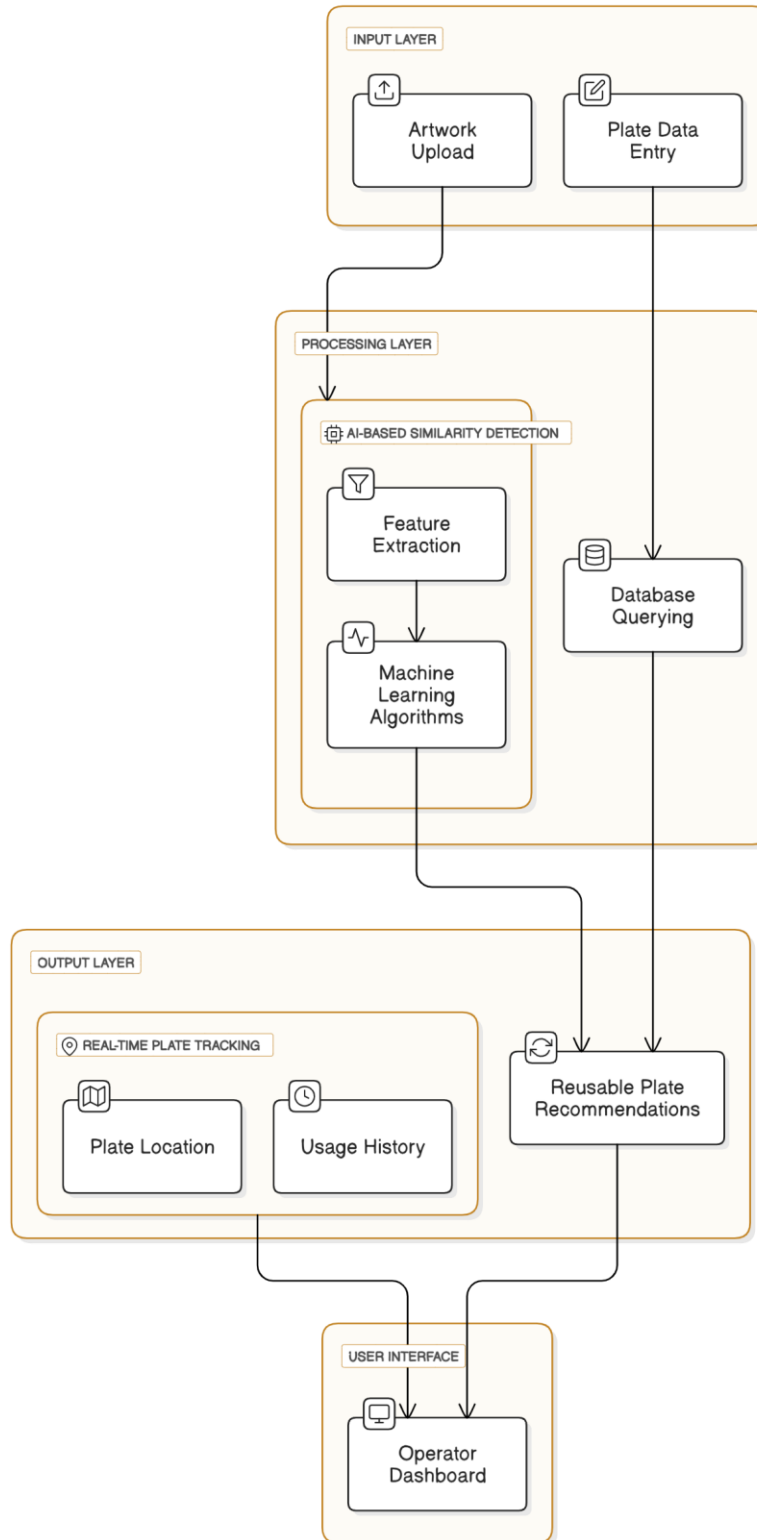 INPUT LAYER
Artwork
Upload
Plate Data
Entry
PROCESSING LAYER
AI-BASED SIMILARITY DETECTION
Feature
Extraction
Database
Querying
Machine
Learning
Algorithms
OUTPUT LAYER
REAL-TIME PLATE TRACKING
Plate Location
Usage History
Reusable Plate
Recommendations
USER INTERFACE
Operator
Dashboard